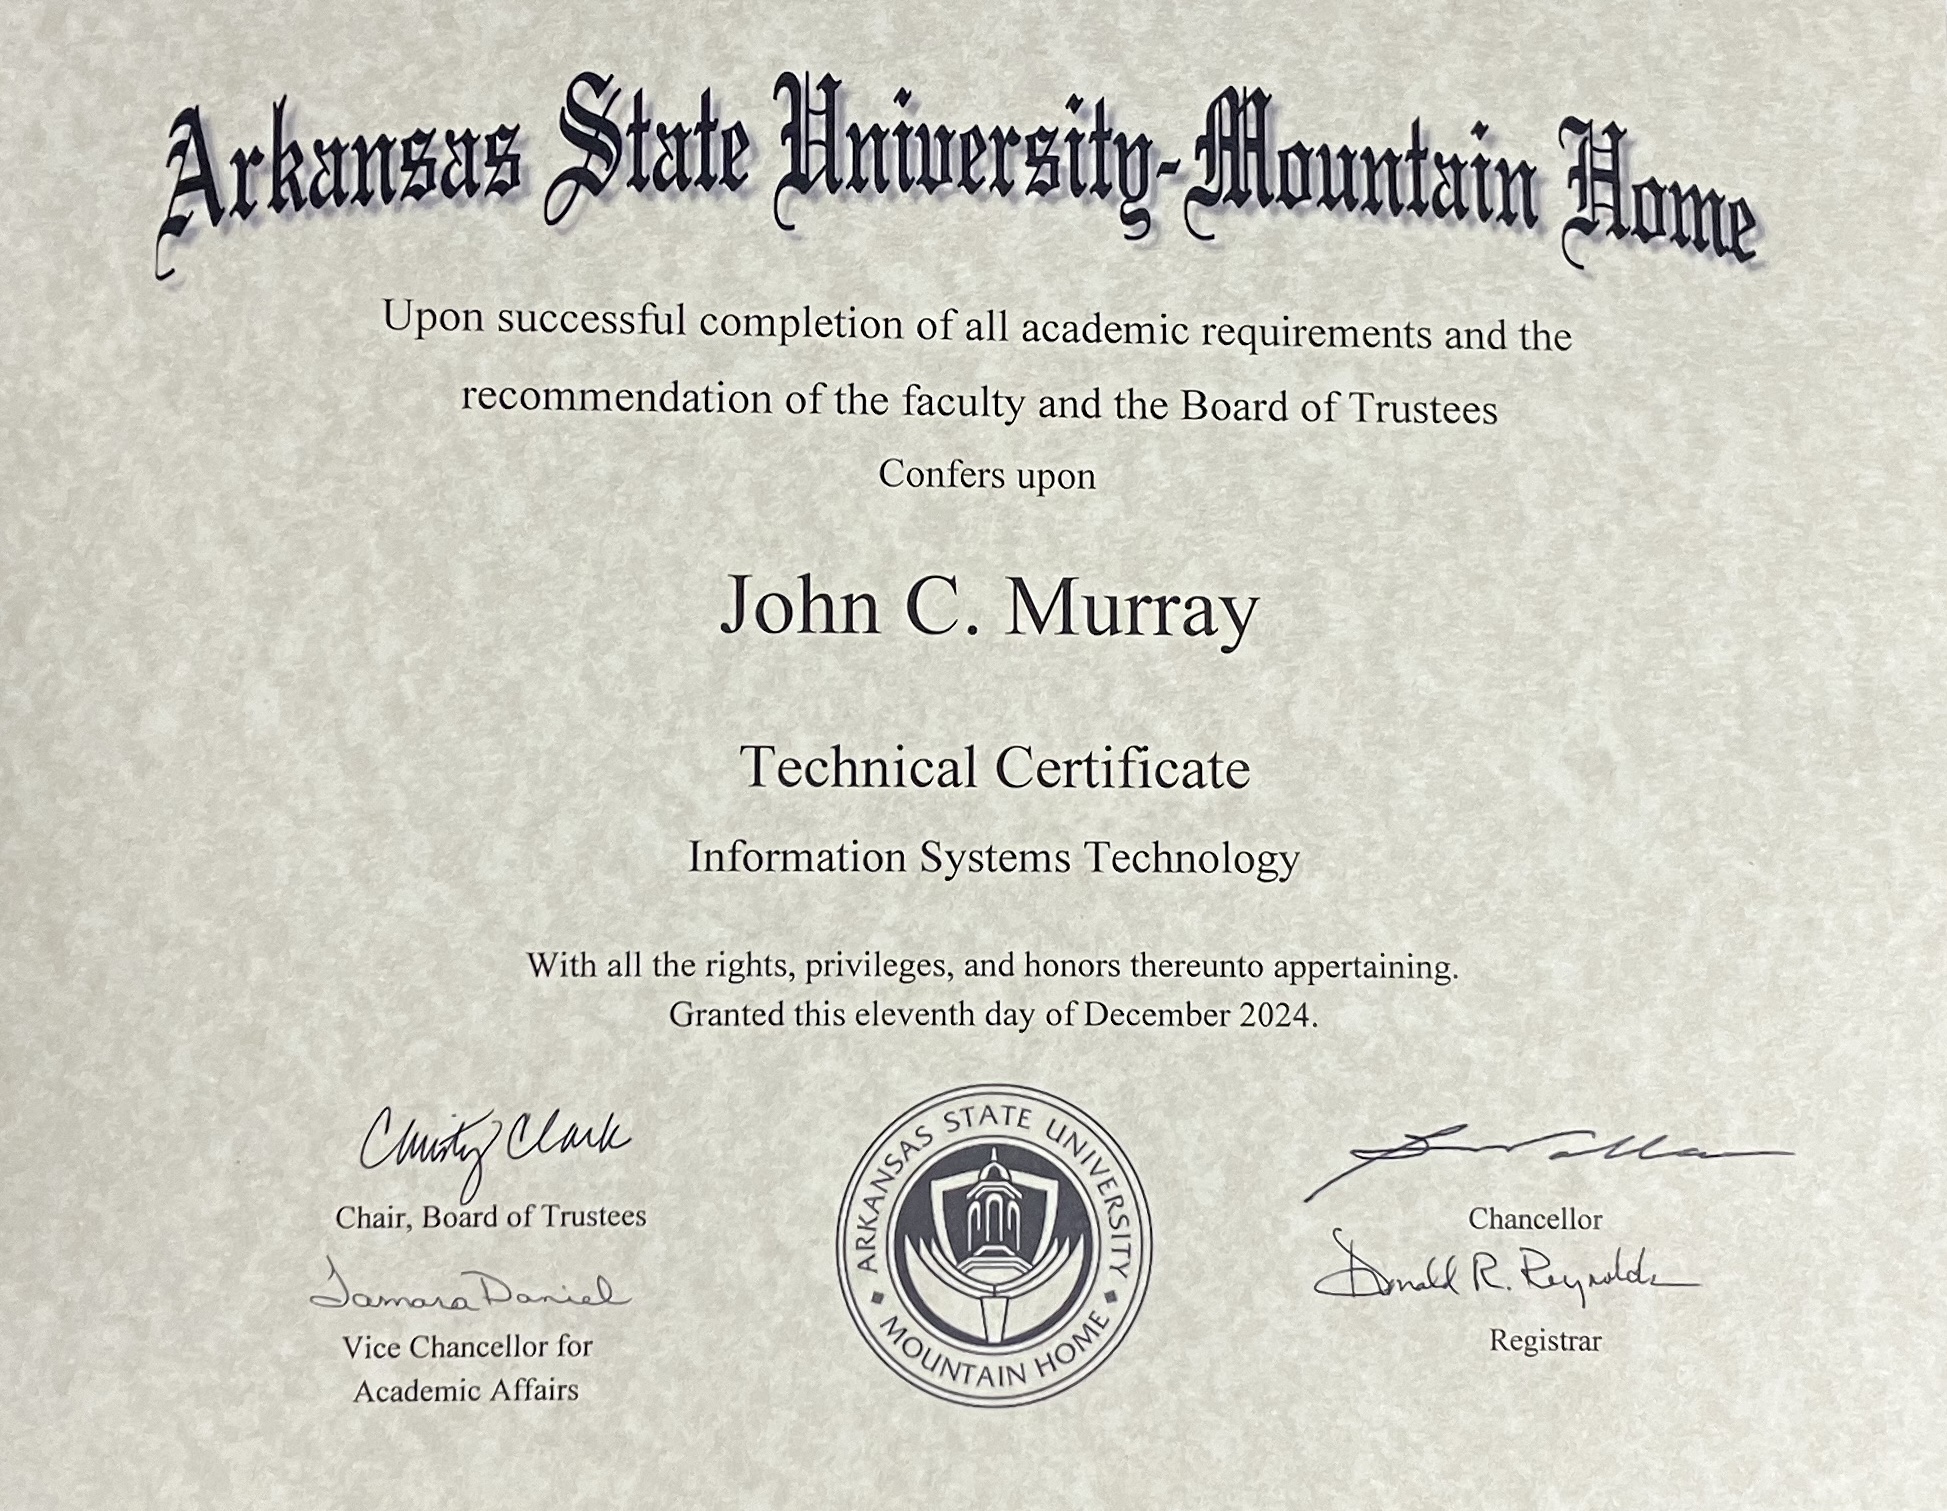 Arkansas State University-Mountain Home
Upon successful completion of all academic requirements and the
recommendation of the faculty and the Board of Trustees
Confers upon
John C. Murray
Technical Certificate
Information Systems Technology
With all the rights, privileges, and honors thereunto appertaining.
Granted this eleventh day of December 2024.
Christy Clark
Chair, Board of Trustees
Tamara Daniel
Vice Chancellor for
Academic Affairs
ARKANSAS STATE UNIVERSITY
MOUNTAIN HOME
Chancellor
Donald R. Reynolds
Registrar